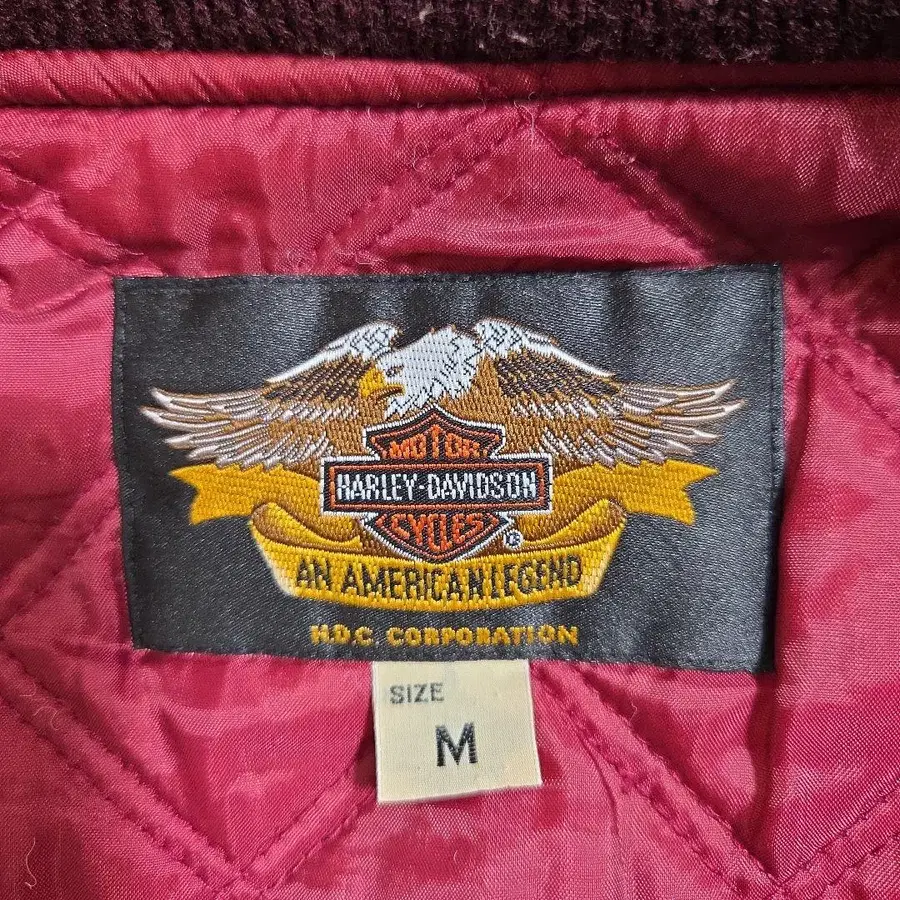 MOTOR
HARLEY-DAVIDSON
CYCLES
®
AN AMERICAN LEGEND
H.D.C. CORPORATION
SIZE
M